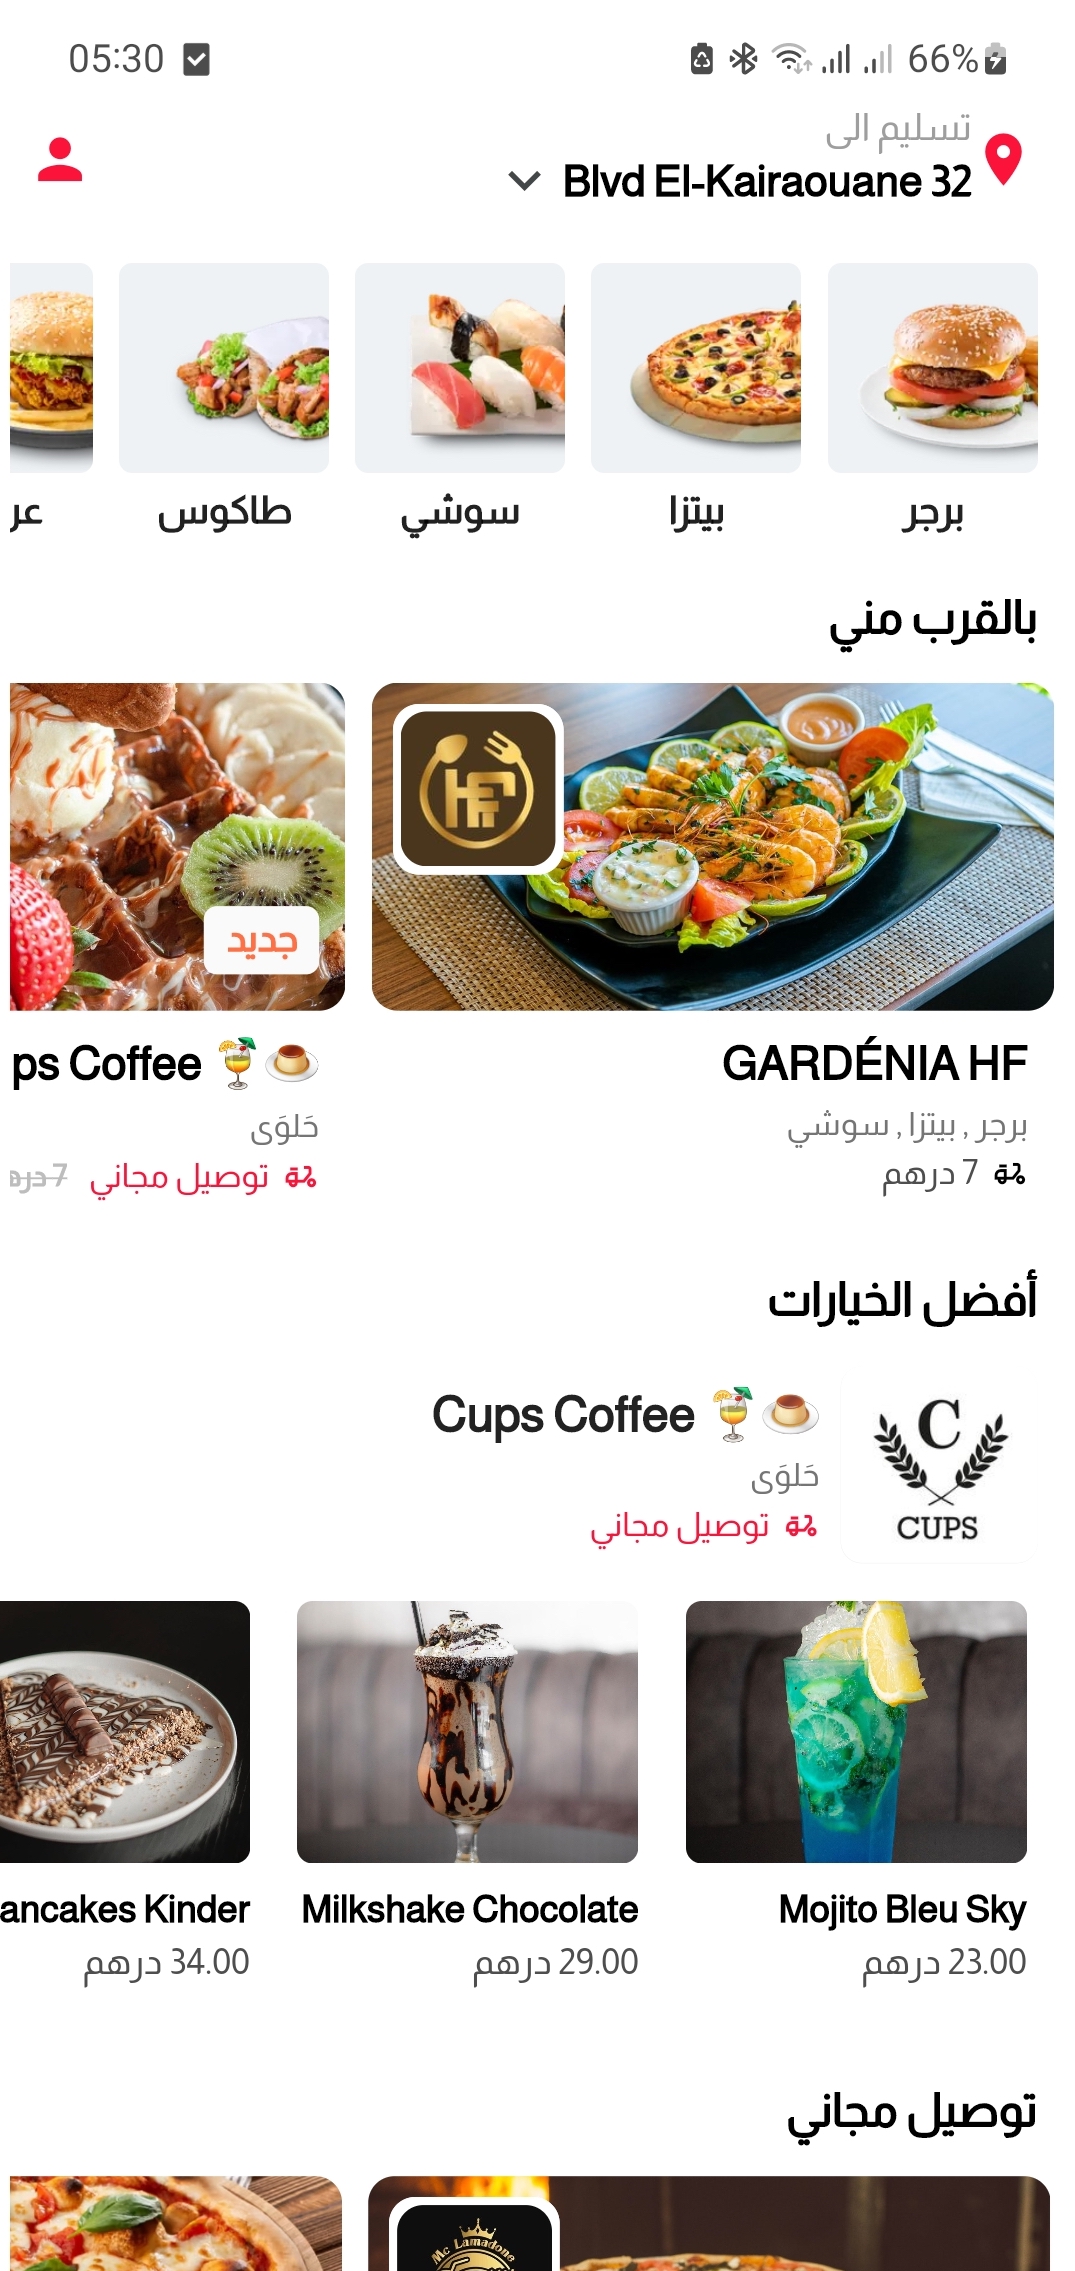 05:30
66%
تسليم الى
Blvd El-Kairaouane 32
برجر
بيتزا
سوشي
طاكوس
عر
بالقرب مني
HF
جديد
GARDÉNIA HF
برجر , بيتزا , سوشي
7 درهم
ps Coffee 🍹🍮
حَلوَى
توصيل مجاني 7 دره
أفضل الخيارات
C
CUPS
Cups Coffee 🍹🍮
حَلوَى
توصيل مجاني
Mojito Bleu Sky
23.00 درهم
Milkshake Chocolate
29.00 درهم
ancakes Kinder
34.00 درهم
توصيل مجاني
Mc Lamadone